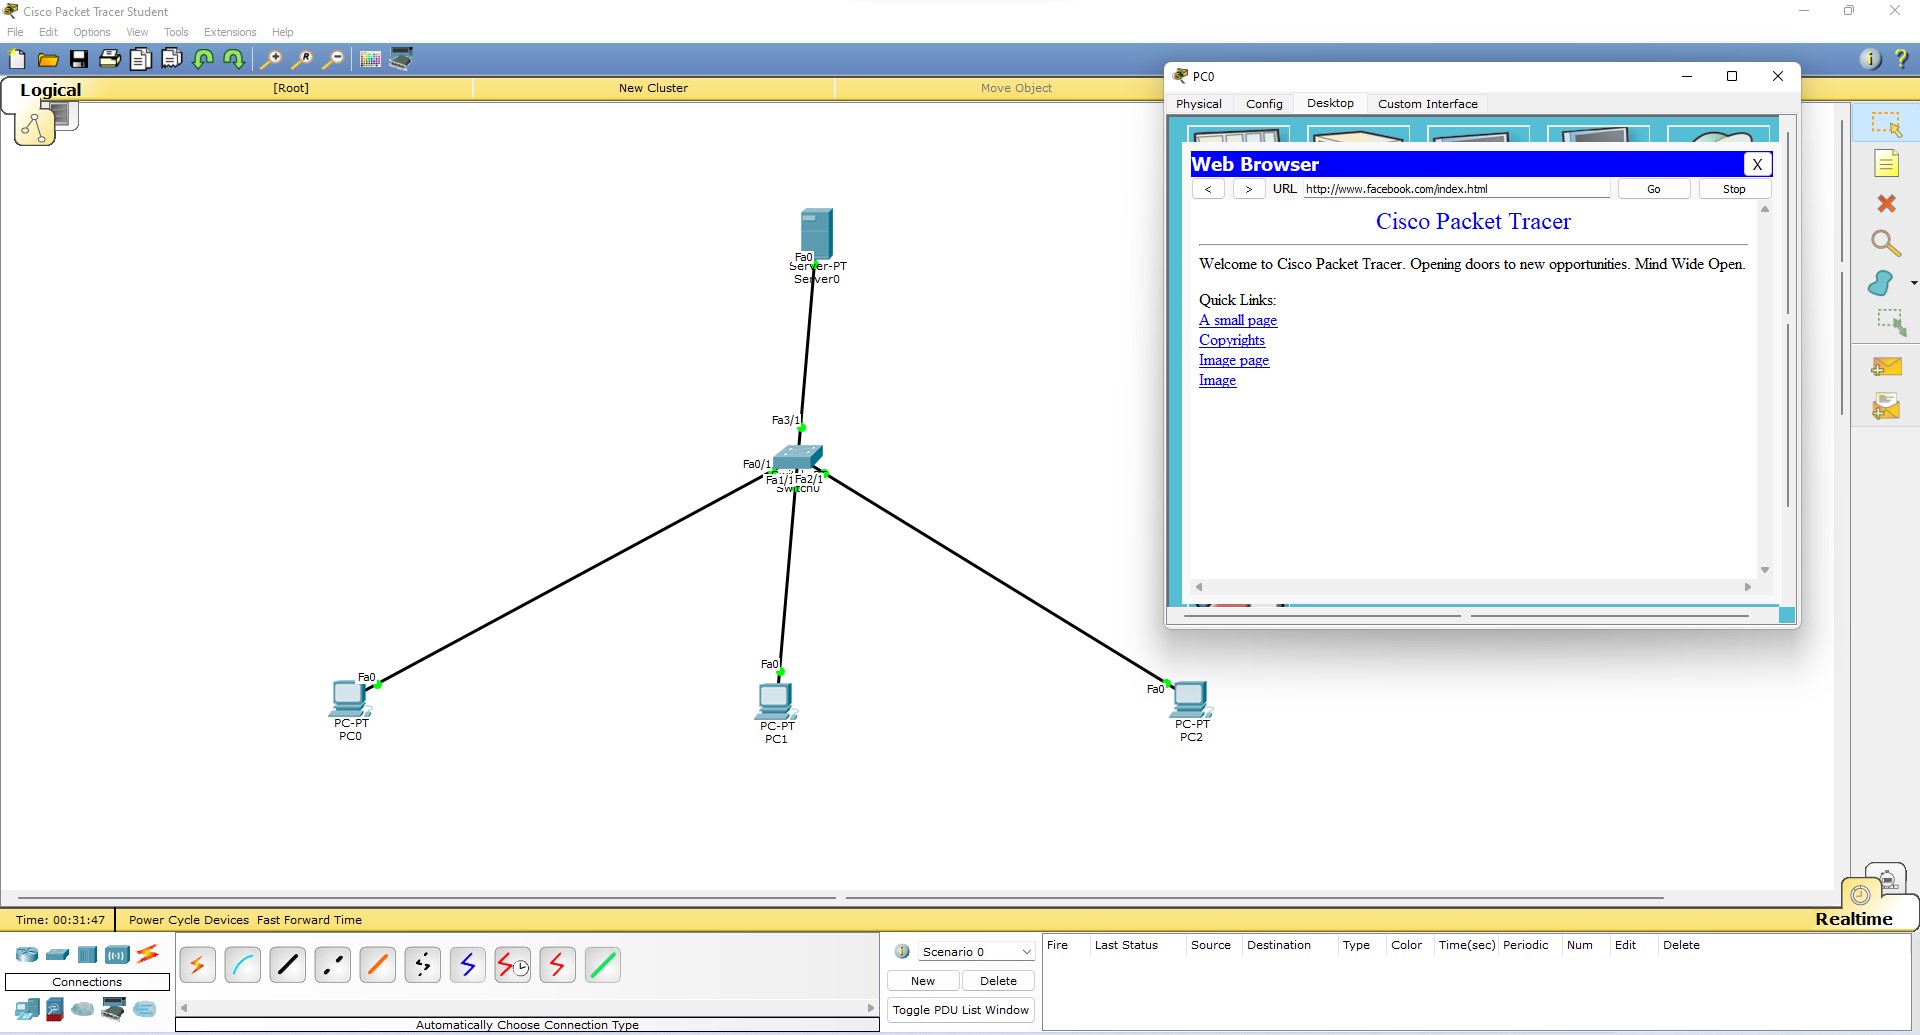 Cisco Packet Tracer Student
File Edit Options View Tools Extensions Help
Logical [Root] New Cluster Move Object
PC0
Physical Config Desktop Custom Interface
Web Browser X
< > URL http://www.facebook.com/index.html Go Stop
Cisco Packet Tracer
Welcome to Cisco Packet Tracer. Opening doors to new opportunities. Mind Wide Open.
Quick Links:
A small page
Copyrights
Image page
Image
Fa0
Server-PT
Server0
Fa3/1
Fa0/1
Fa1/1 Fa2/1
Switch0
Fa0
PC-PT
PC0
Fa0
PC-PT
PC1
Fa0
PC-PT
PC2
Time: 00:31:47 Power Cycle Devices Fast Forward Time Realtime
Connections
Automatically Choose Connection Type
Scenario 0
New Delete
Toggle PDU List Window
Fire Last Status Source Destination Type Color Time(sec) Periodic Num Edit Delete